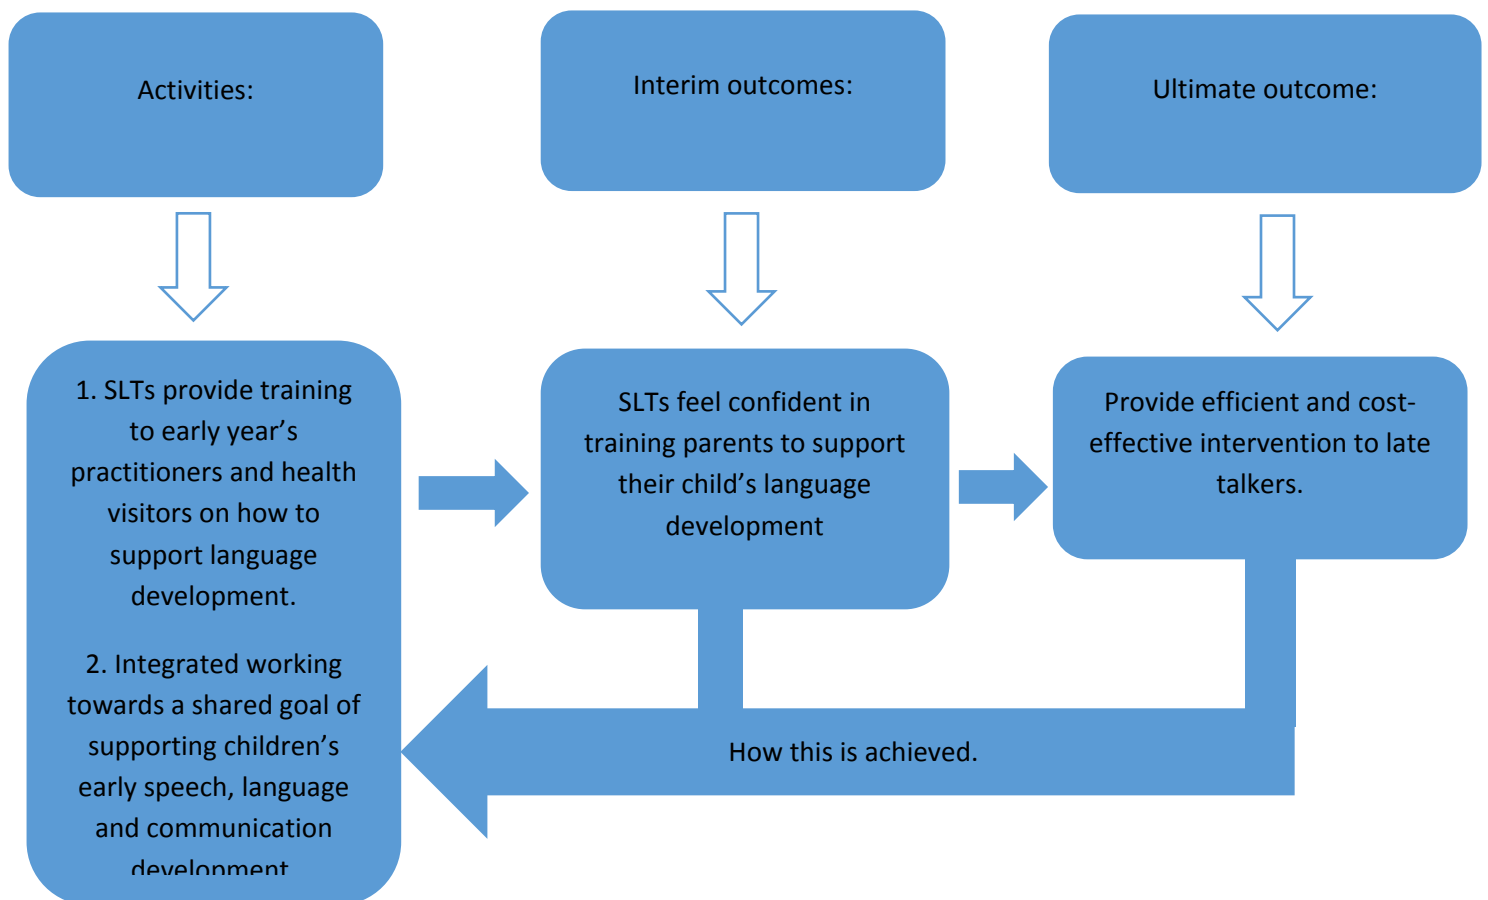 Activities:
Interim outcomes:
Ultimate outcome:
1. SLTs provide training
to early year’s
practitioners and health
visitors on how to
support language
development.
2. Integrated working
towards a shared goal of
supporting children’s
early speech, language
and communication
development
SLTs feel confident in
training parents to support
their child’s language
development
Provide efficient and cost-
effective intervention to late
talkers.
How this is achieved.